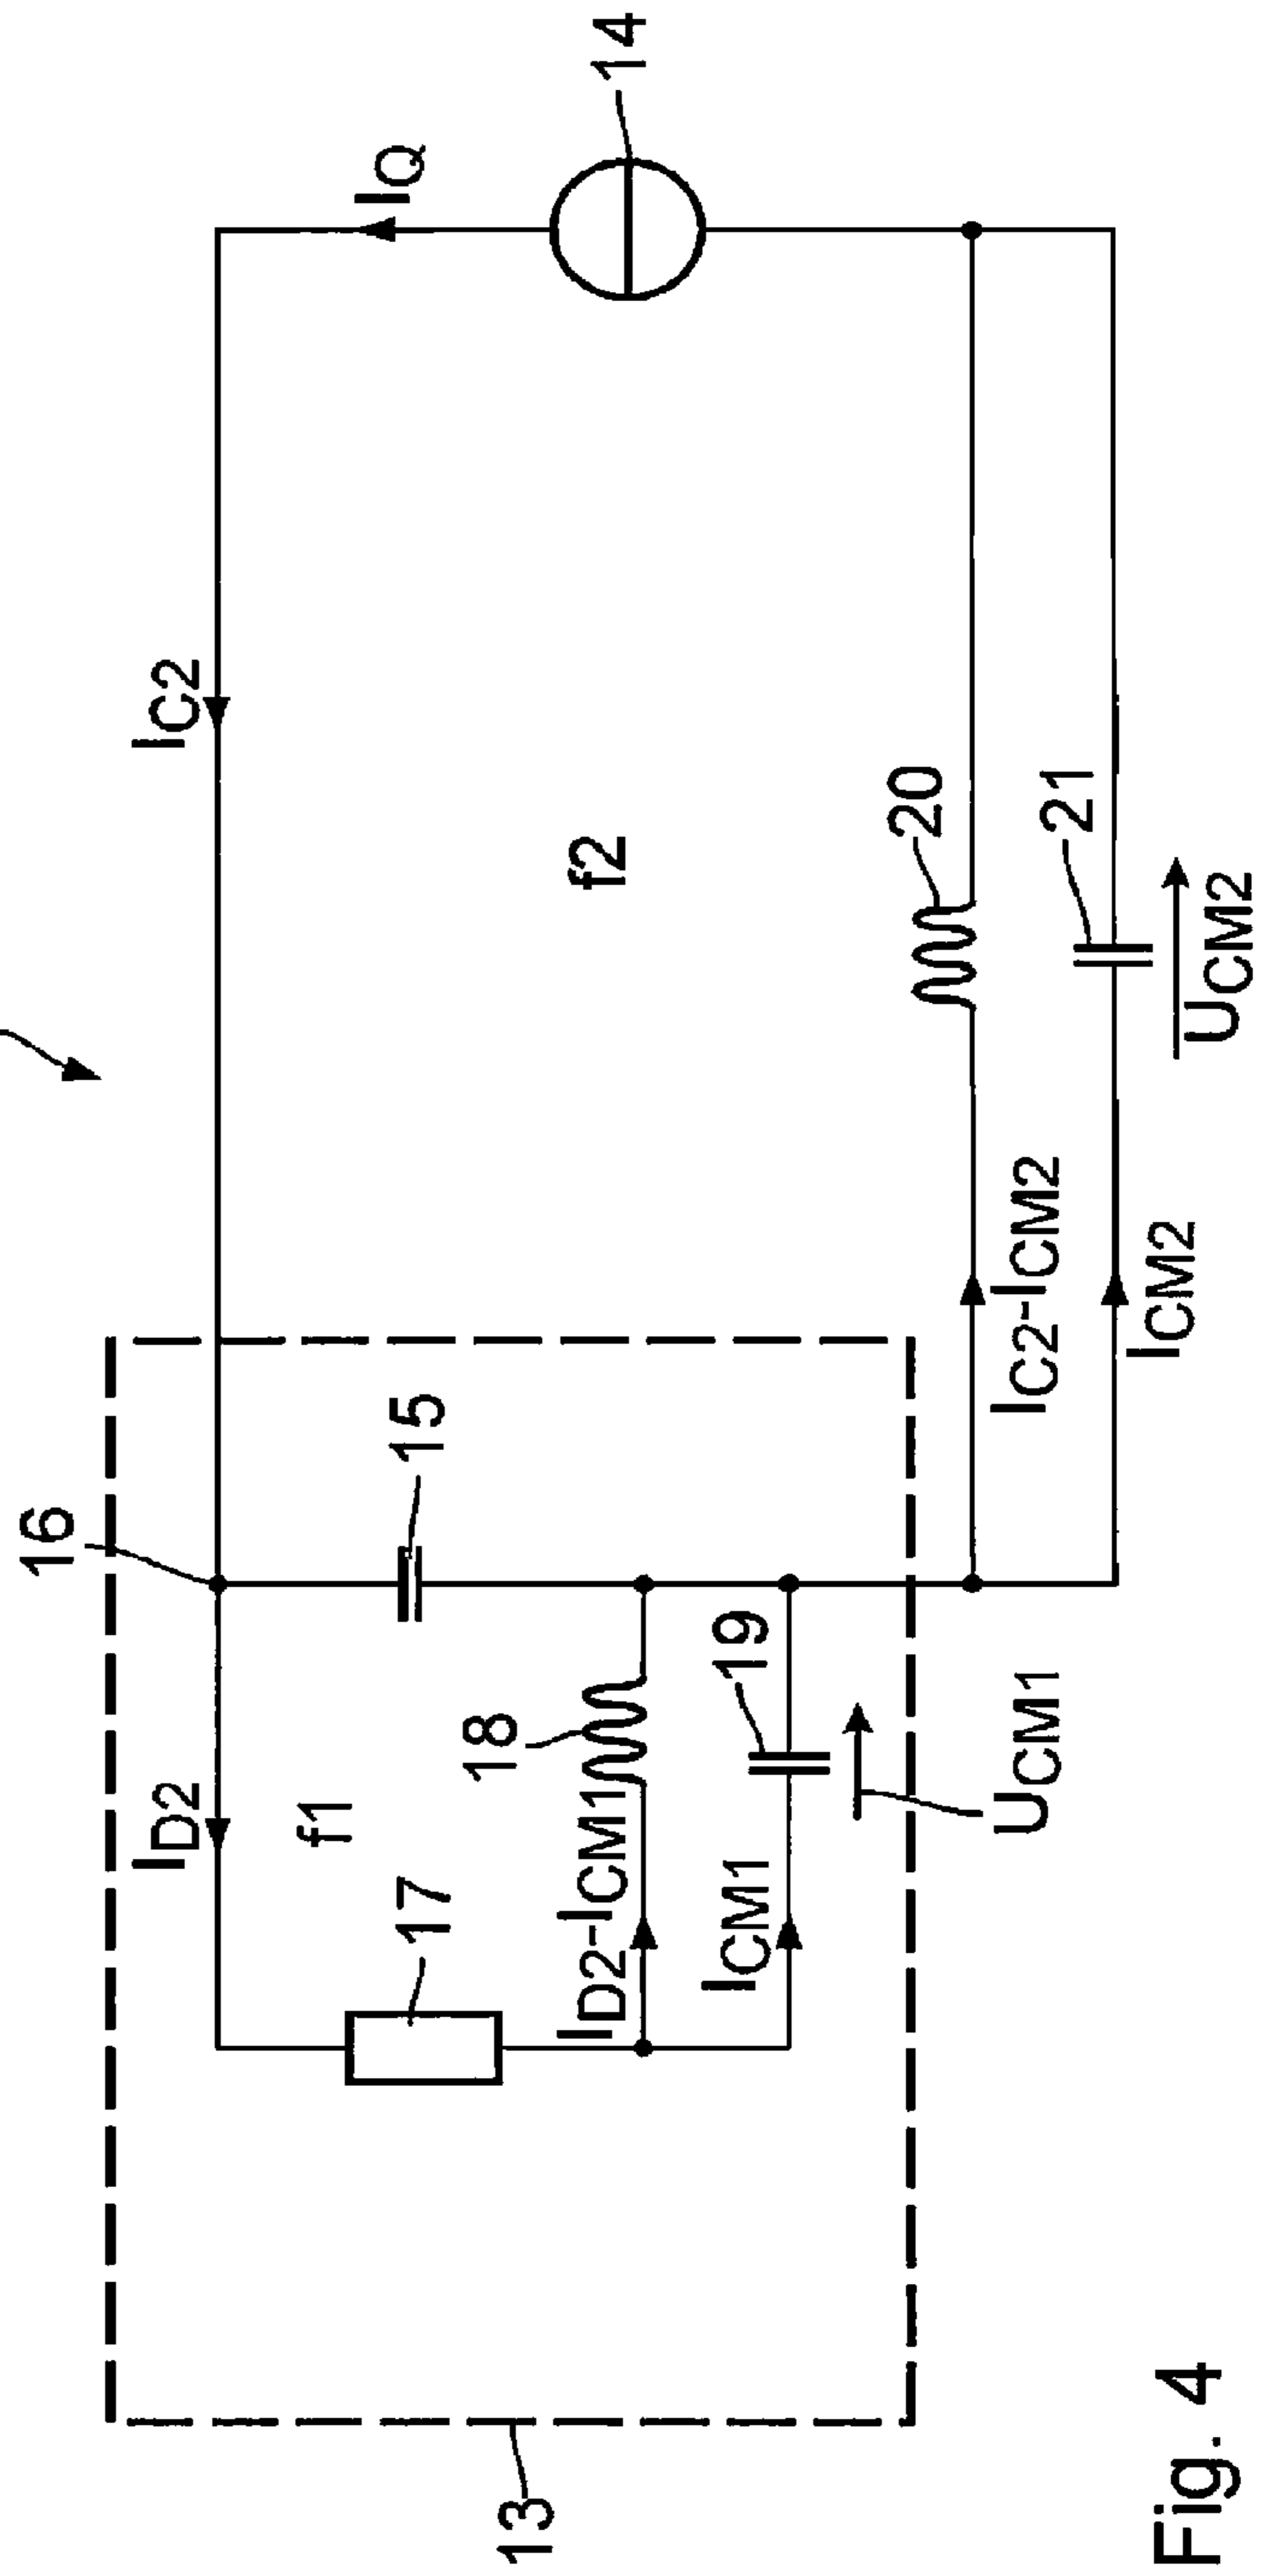 14
I_Q
I_C2
f2
20
21
U_CM2
16
15
I_C2-I_CM2
I_CM2
I_D2
f1
18
19
17
I_D2-I_CM1
I_CM1
U_CM1
13
Fig. 4